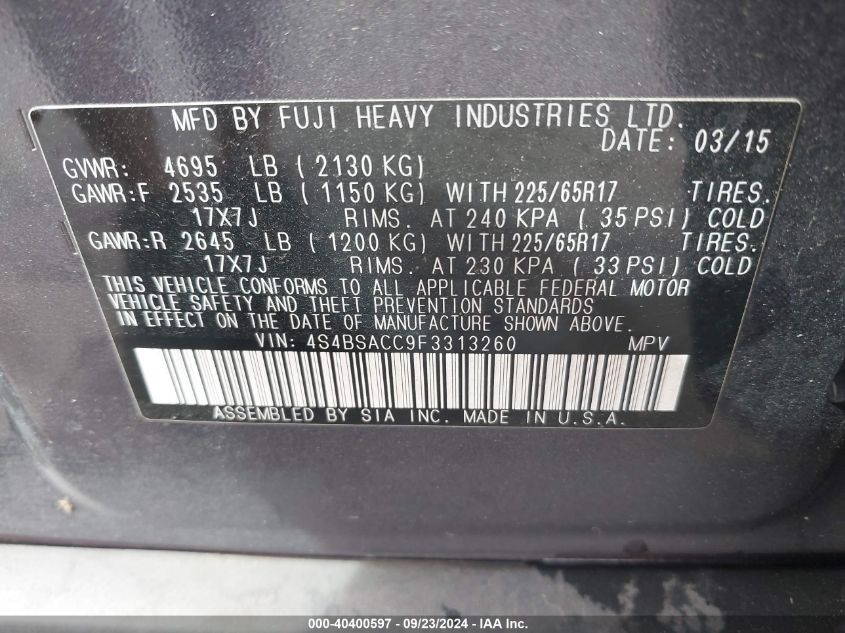 MFD BY FUJI HEAVY INDUSTRIES LTD.
DATE: 03/15
GVWR: 4695 LB ( 2130 KG)
GAWR:F 2535 LB ( 1150 KG) WITH 225/65R17 TIRES.
17X7J RIMS. AT 240 KPA ( 35 PSI) COLD
GAWR:R 2645 LB ( 1200 KG) WITH 225/65R17 TIRES.
17X7J RIMS. AT 230 KPA ( 33 PSI) COLD
THIS VEHICLE CONFORMS TO ALL APPLICABLE FEDERAL MOTOR
VEHICLE SAFETY AND THEFT PREVENTION STANDARDS
IN EFFECT ON THE DATE OF MANUFACTURE SHOWN ABOVE.
VIN: 4S4BSACC9F3313260 MPV
ASSEMBLED BY SIA INC. MADE IN U.S.A.
000-40400597 - 09/23/2024 - IAA Inc.